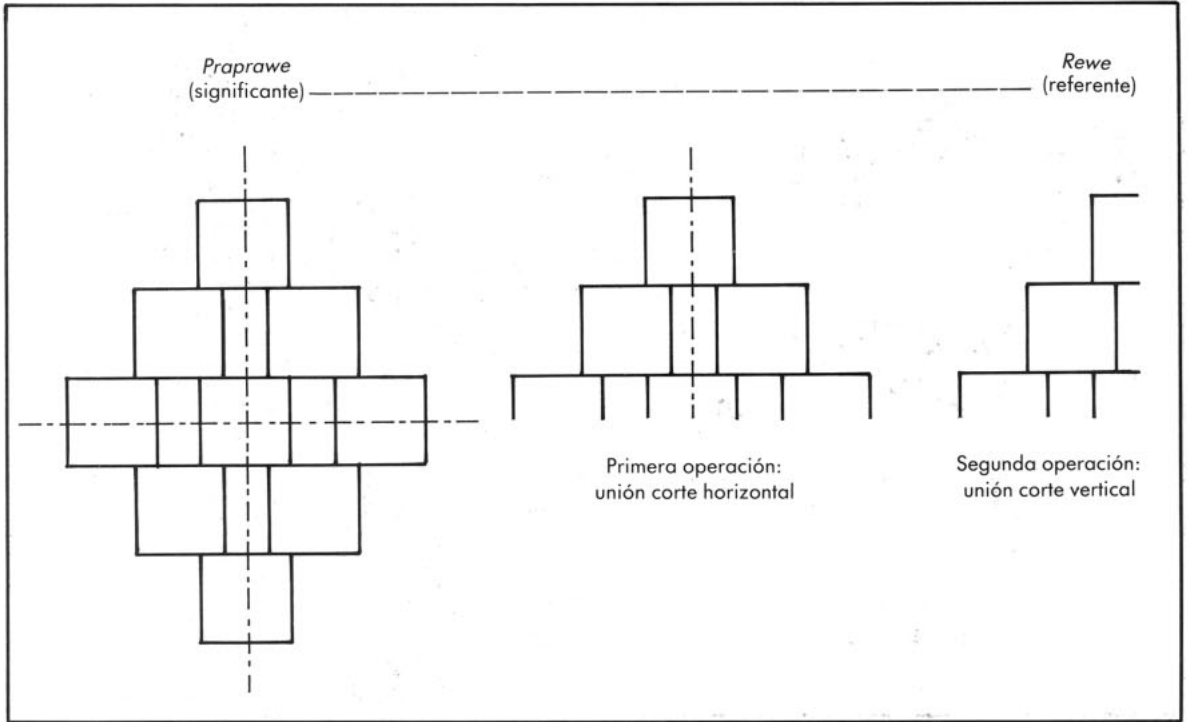 Praprawe
(significante)
Rewe
(referente)
Primera operación:
unión corte horizontal
Segunda operación:
unión corte vertical